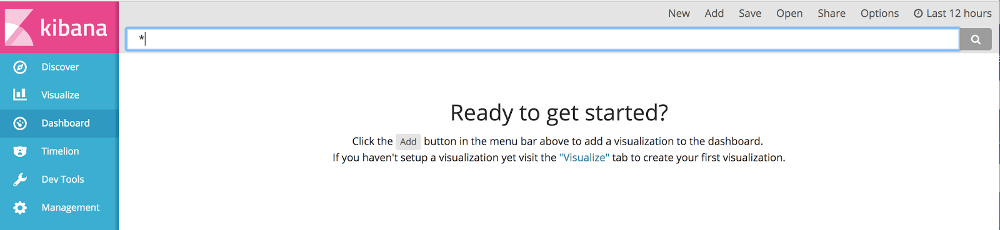 kibana
New Add Save Open Share Options Last 12 hours
*
Discover
Visualize
Dashboard
Timelion
Dev Tools
Management
Ready to get started?
Click the Add button in the menu bar above to add a visualization to the dashboard.
If you haven't setup a visualization yet visit the "Visualize" tab to create your first visualization.